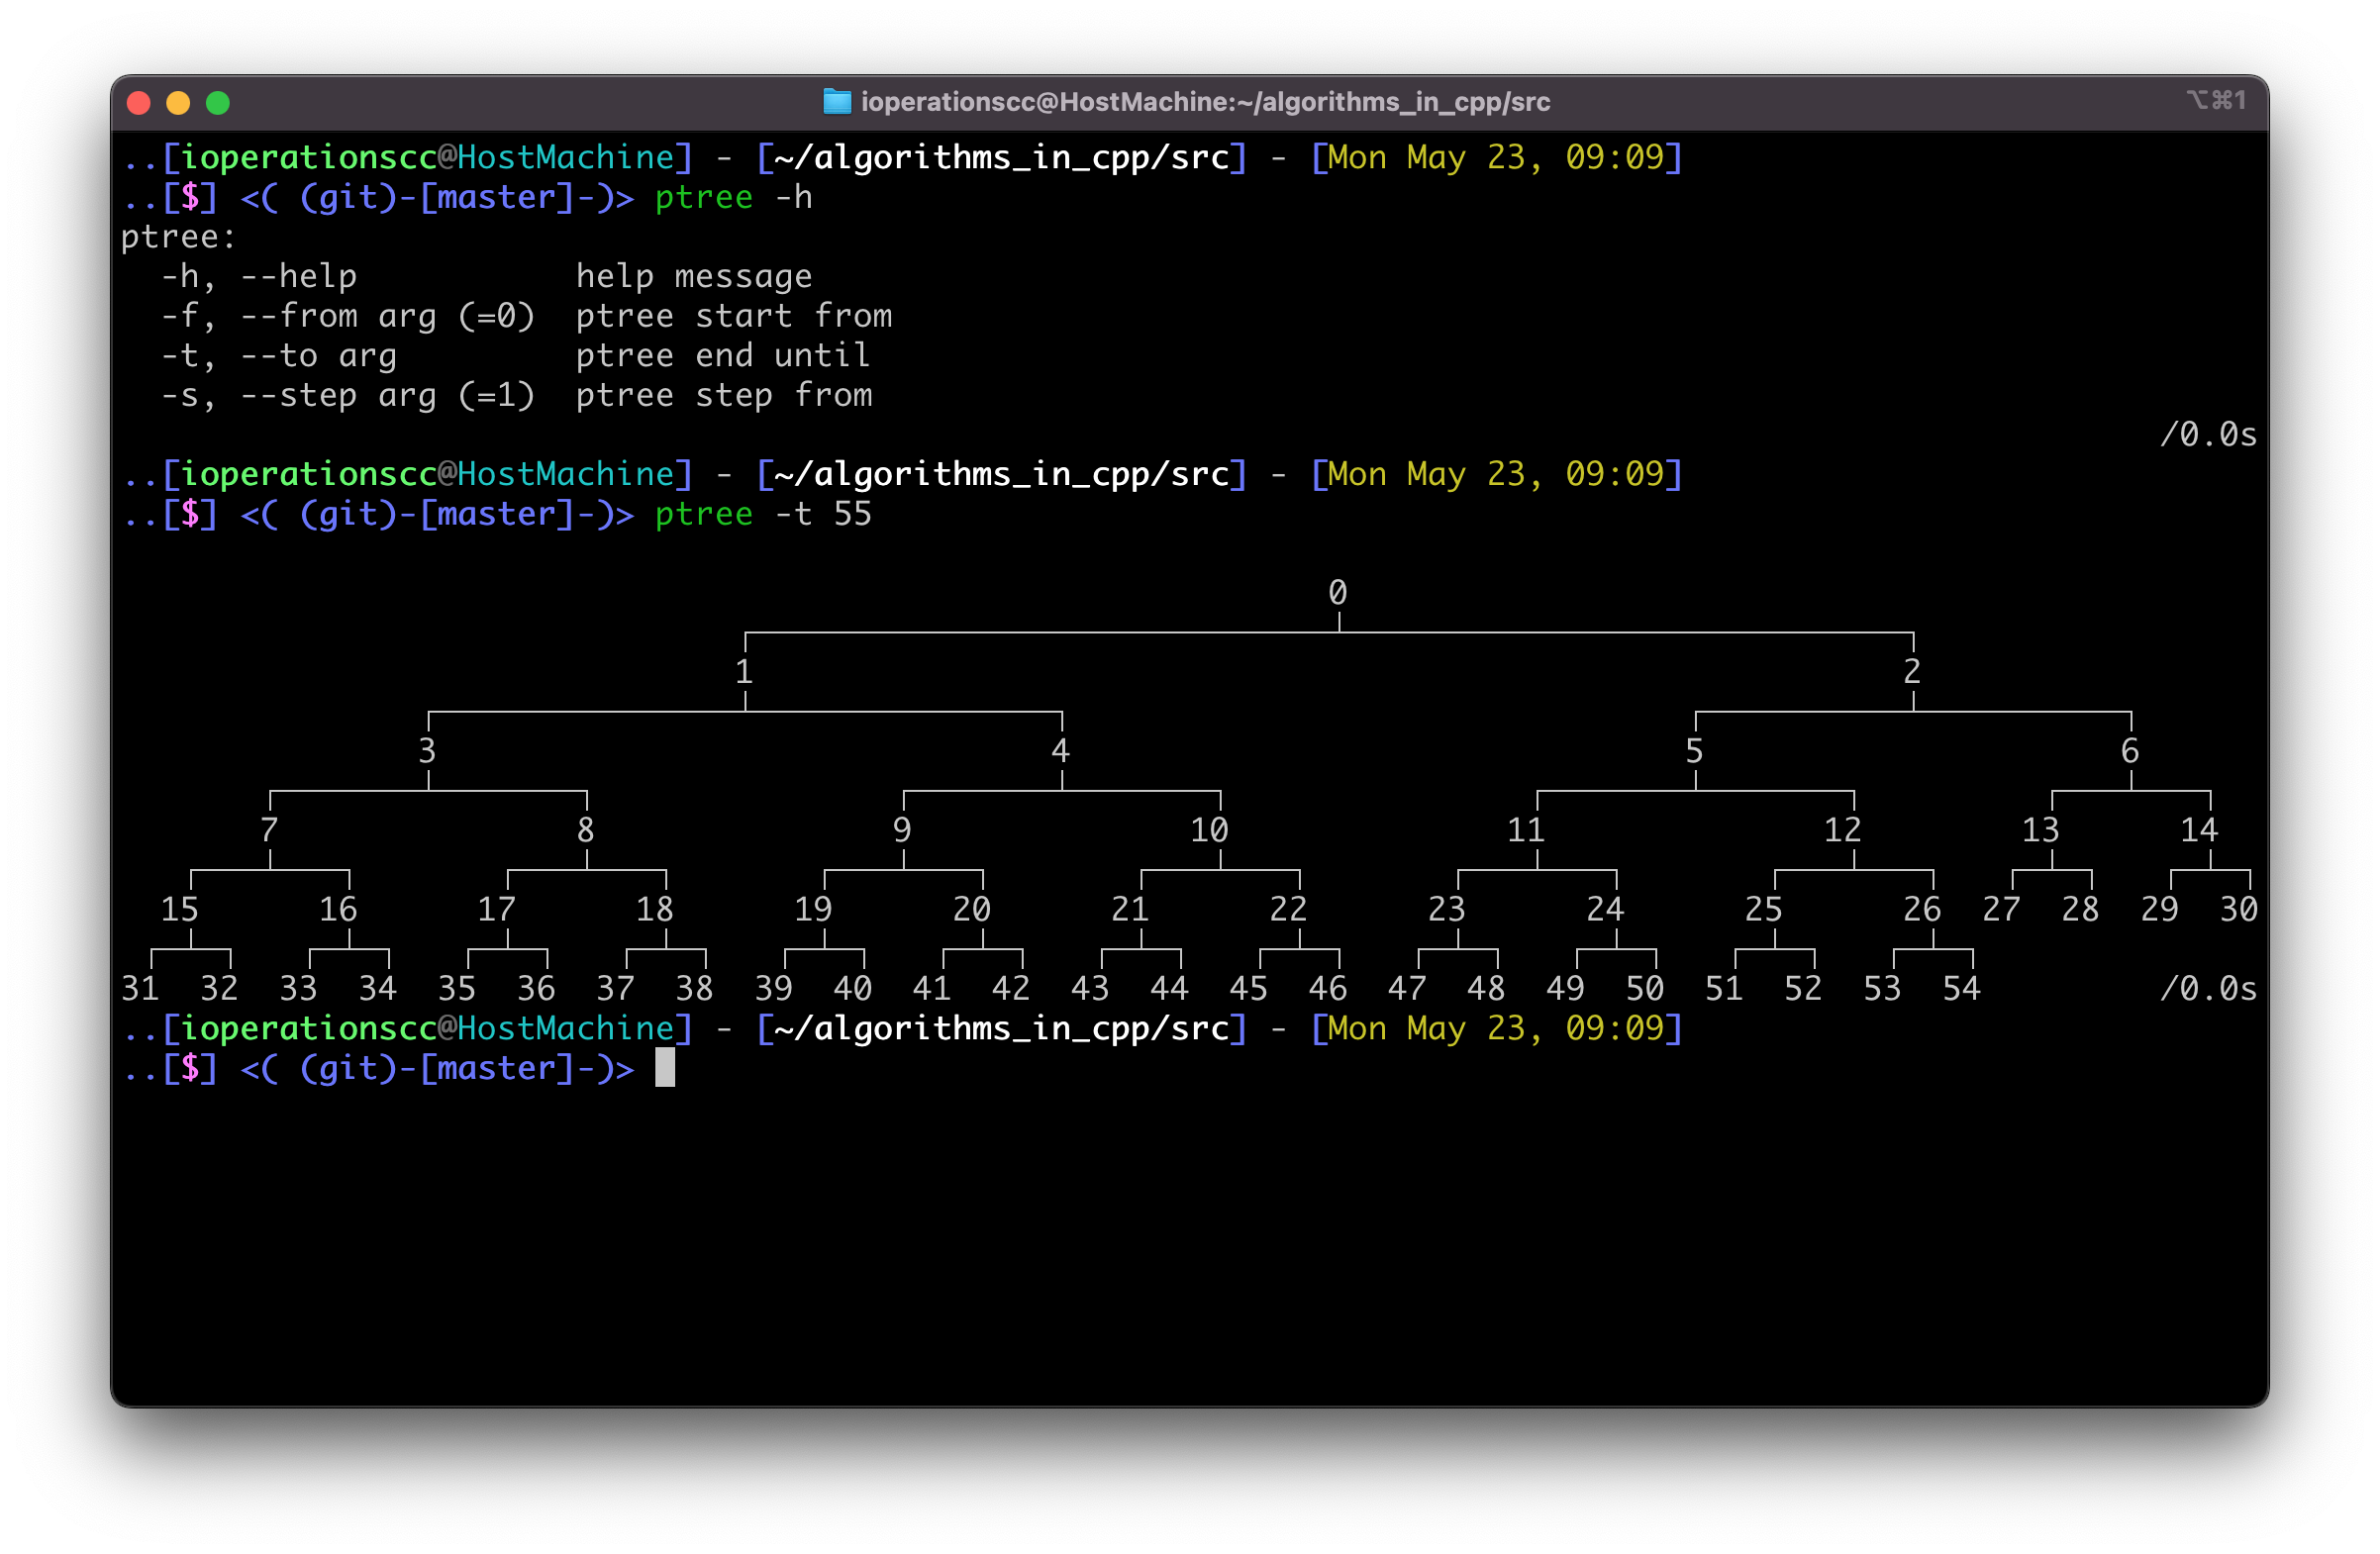 ioperationscc@HostMachine:~/algorithms_in_cpp/src ⌥⌘1
..[ioperationscc@HostMachine] - [~/algorithms_in_cpp/src] - [Mon May 23, 09:09]
..[$] <( (git)-[master]-)> ptree -h
ptree:
-h, --help help message
-f, --from arg (=0) ptree start from
-t, --to arg ptree end until
-s, --step arg (=1) ptree step from
/0.0s
..[ioperationscc@HostMachine] - [~/algorithms_in_cpp/src] - [Mon May 23, 09:09]
..[$] <( (git)-[master]-)> ptree -t 55
0
1 2
3 4 5 6
7 8 9 10 11 12 13 14
15 16 17 18 19 20 21 22 23 24 25 26 27 28 29 30
31 32 33 34 35 36 37 38 39 40 41 42 43 44 45 46 47 48 49 50 51 52 53 54 /0.0s
..[ioperationscc@HostMachine] - [~/algorithms_in_cpp/src] - [Mon May 23, 09:09]
..[$] <( (git)-[master]-)>